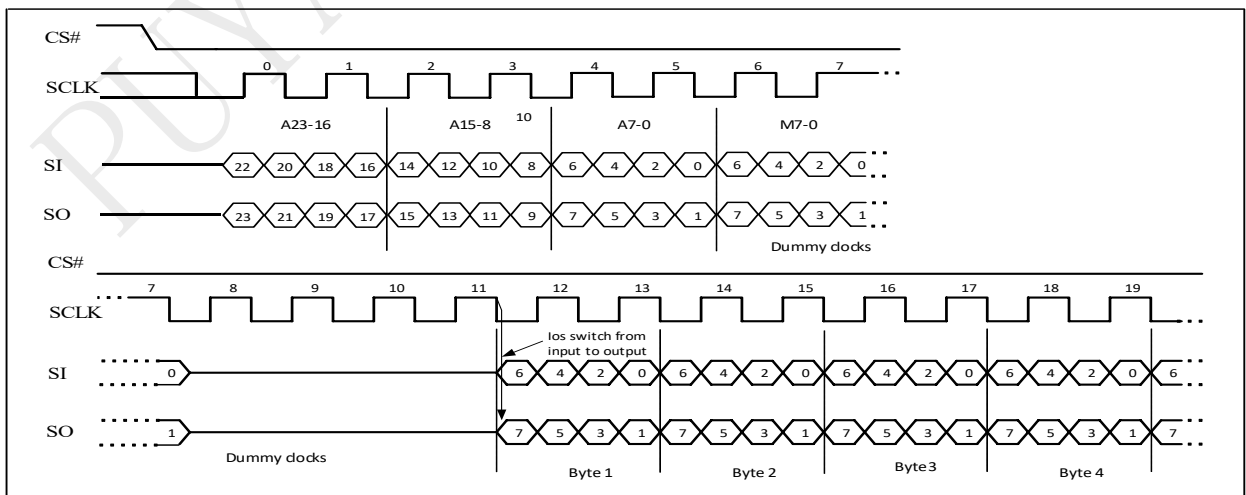 PUYA
CS#
0 1 2 3 4 5 6 7
SCLK
A23-16 A15-8 10 A7-0 M7-0
SI 22 20 18 16 14 12 10 8 6 4 2 0 6 4 2 0
SO 23 21 19 17 15 13 11 9 7 5 3 1 7 5 3 1
Dummy clocks
CS#
7 8 9 10 11 12 13 14 15 16 17 18 19
SCLK
Ios switch from
input to output
SI 0 6 4 2 0 6 4 2 0 6 4 2 0 6 4 2 0 6
SO 1 7 5 3 1 7 5 3 1 7 5 3 1 7 5 3 1 7
Dummy clocks
Byte 1 Byte 2 Byte3 Byte 4